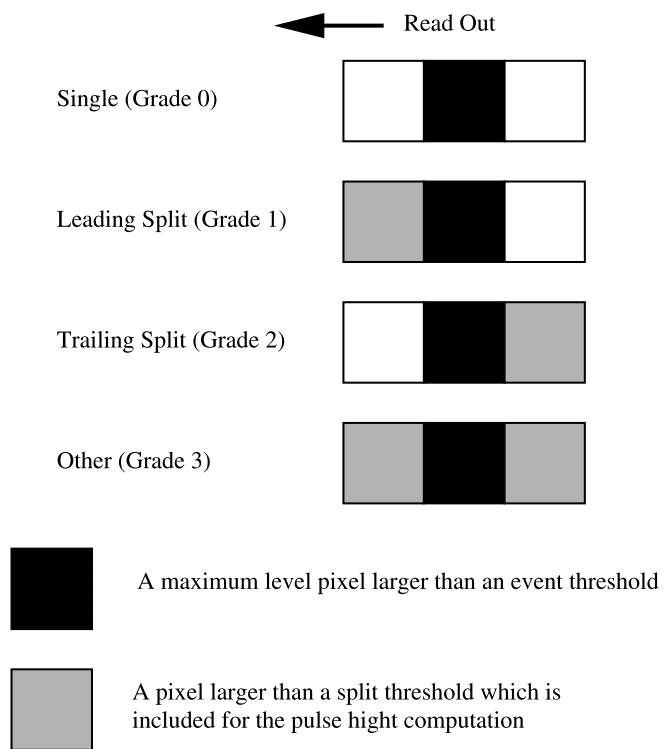 Read Out
Single (Grade 0)
Leading Split (Grade 1)
Trailing Split (Grade 2)
Other (Grade 3)
A maximum level pixel larger than an event threshold
A pixel larger than a split threshold which is
included for the pulse hight computation